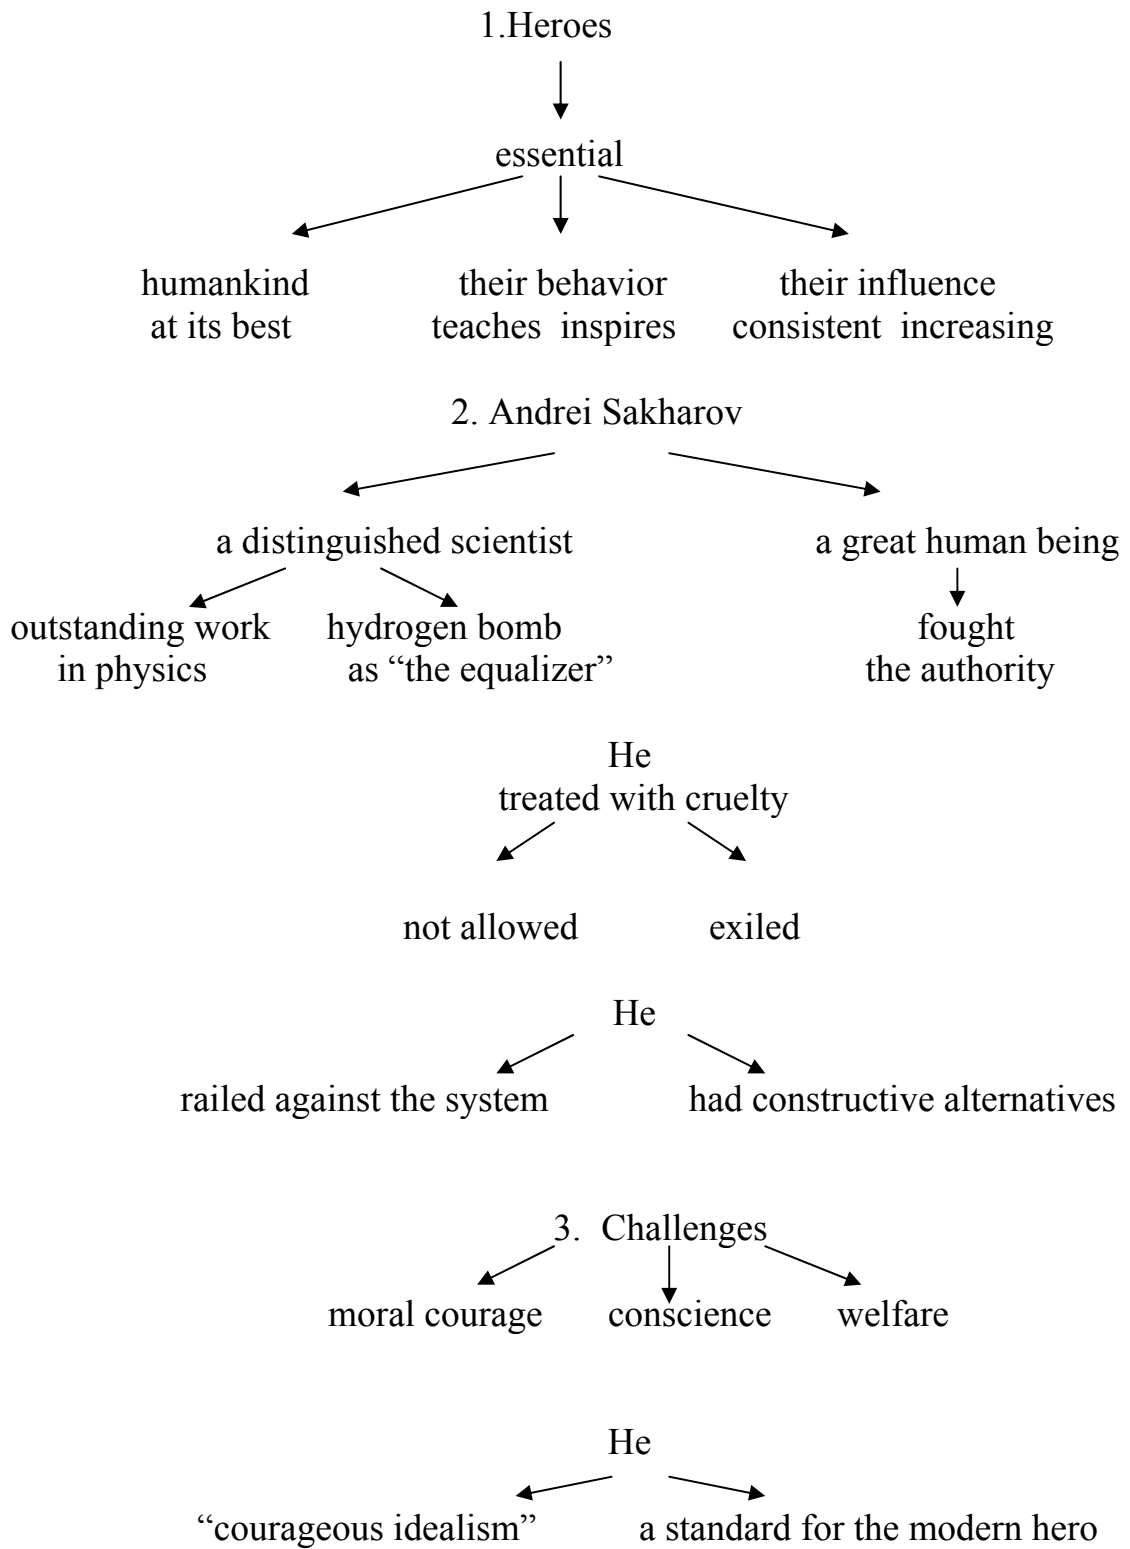 1.Heroes
essential
humankind their behavior their influence
at its best teaches inspires consistent increasing
2. Andrei Sakharov
a distinguished scientist a great human being
outstanding work hydrogen bomb fought
in physics as “the equalizer” the authority
He
treated with cruelty
not allowed exiled
He
railed against the system had constructive alternatives
3. Challenges
moral courage conscience welfare
He
“courageous idealism” a standard for the modern hero